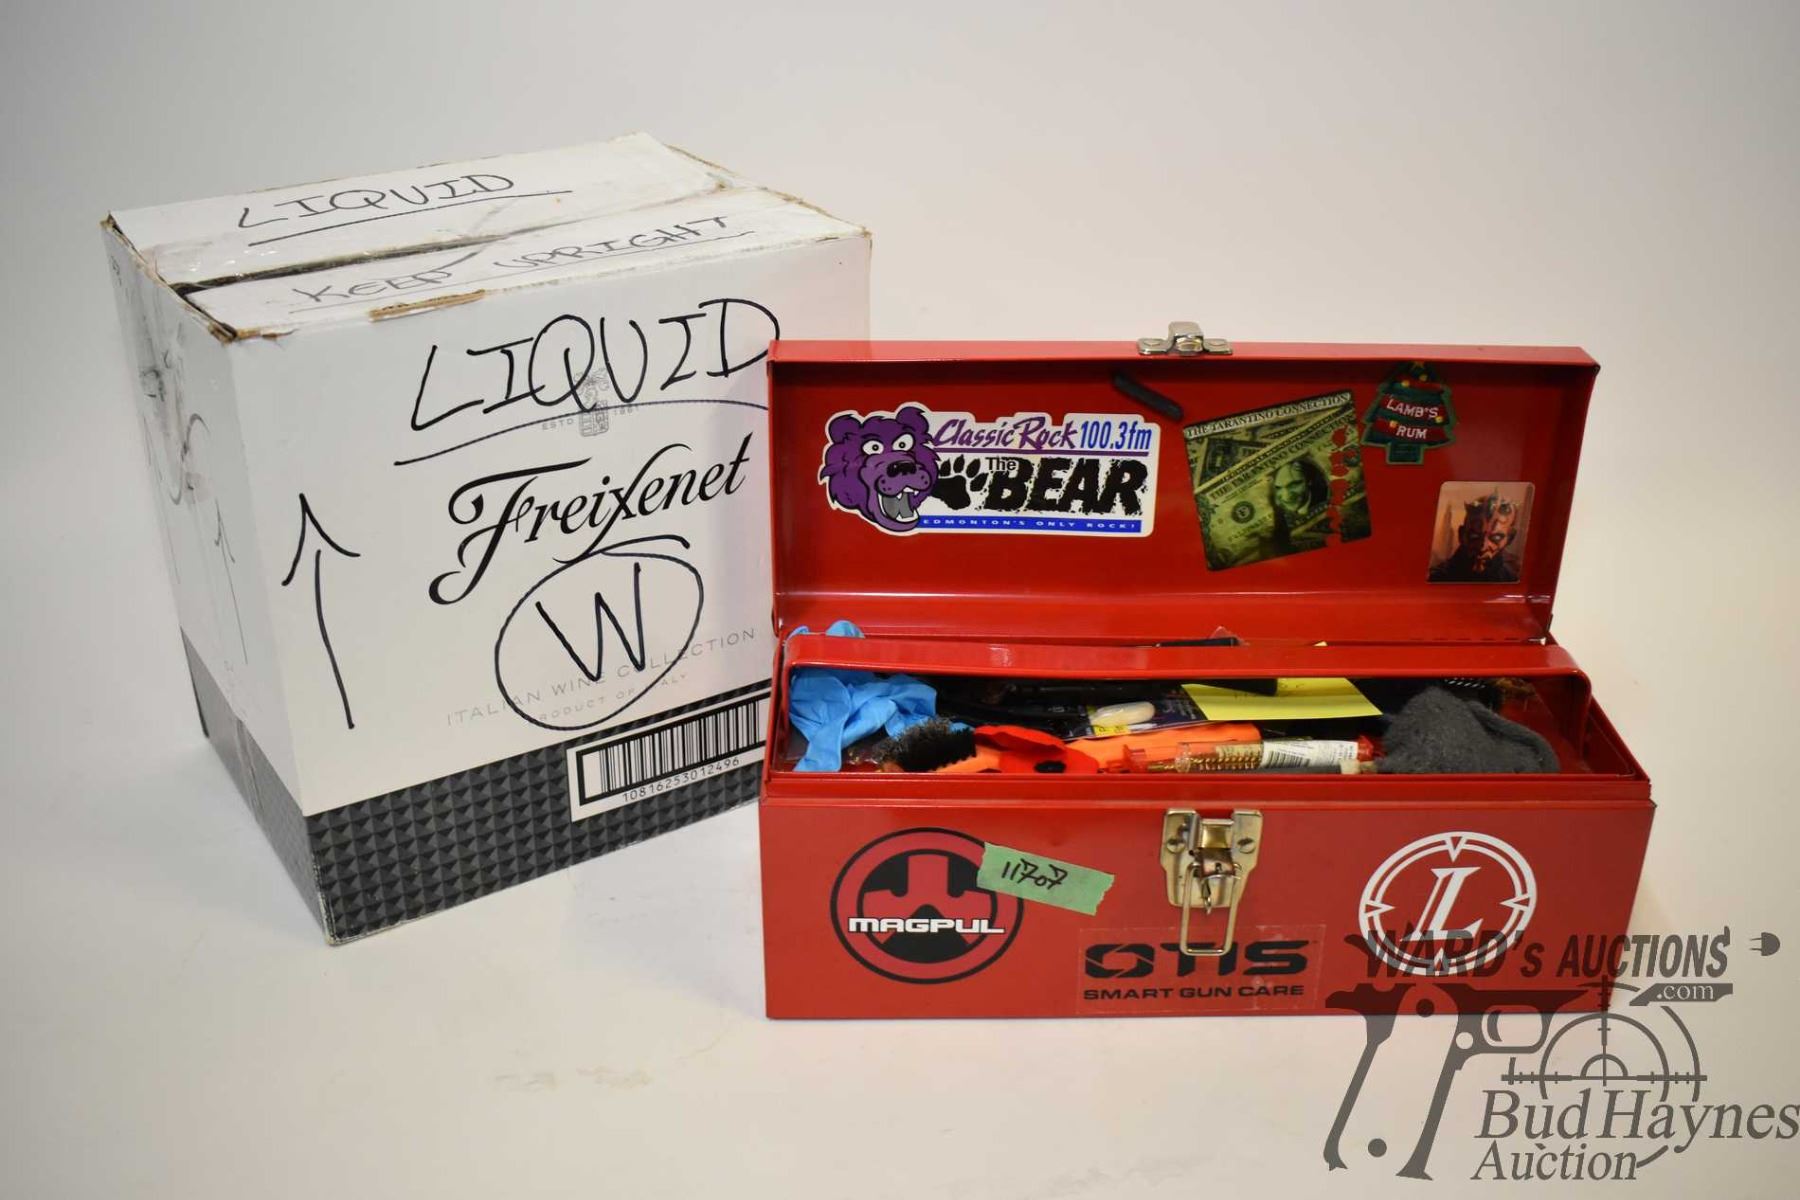 LIQUID
KEEP UPRIGHT
LIQUID
ESTD 1861
Freixenet
W
ITALIAN WINE COLLECTION
PRODUCT OF ITALY
10816253012496
Classic Rock 100.3fm
The BEAR
EDMONTON'S ONLY ROCK!
THE TARANTINO CONNECTION
LAMB'S
RUM
MAGPUL
11707
OTIS
SMART GUN CARE
L
WARD's AUCTIONS
.com
Bud Haynes
Auction